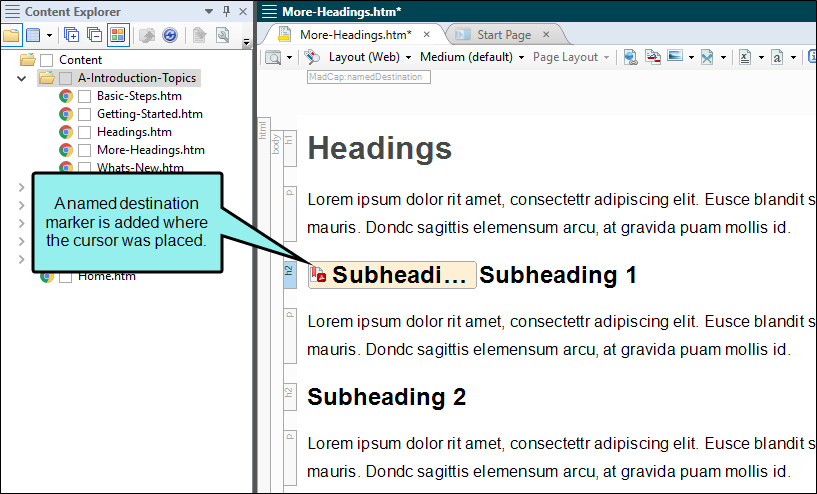 Content Explorer
Content
A-Introduction-Topics
Basic-Steps.htm
Getting-Started.htm
Headings.htm
More-Headings.htm
Whats-New.htm
A named destination
marker is added where
the cursor was placed.
Home.htm
More-Headings.htm*
More-Headings.htm*
Start Page
Layout (Web)
Medium (default)
Page Layout
MadCap:namedDestination
html
body
h1
Headings
p
Lorem ipsum dolor rit amet, consectettr adipiscing elit. Eusce blandit s
mauris. Dondc sagittis elemensum arcu, at gravida puam mollis id.
h2
Subheadi... Subheading 1
p
Lorem ipsum dolor rit amet, consectettr adipiscing elit. Eusce blandit s
mauris. Dondc sagittis elemensum arcu, at gravida puam mollis id.
h2
Subheading 2
p
Lorem ipsum dolor rit amet, consectettr adipiscing elit. Eusce blandit s
mauris. Dondc sagittis elemensum arcu, at gravida puam mollis id.